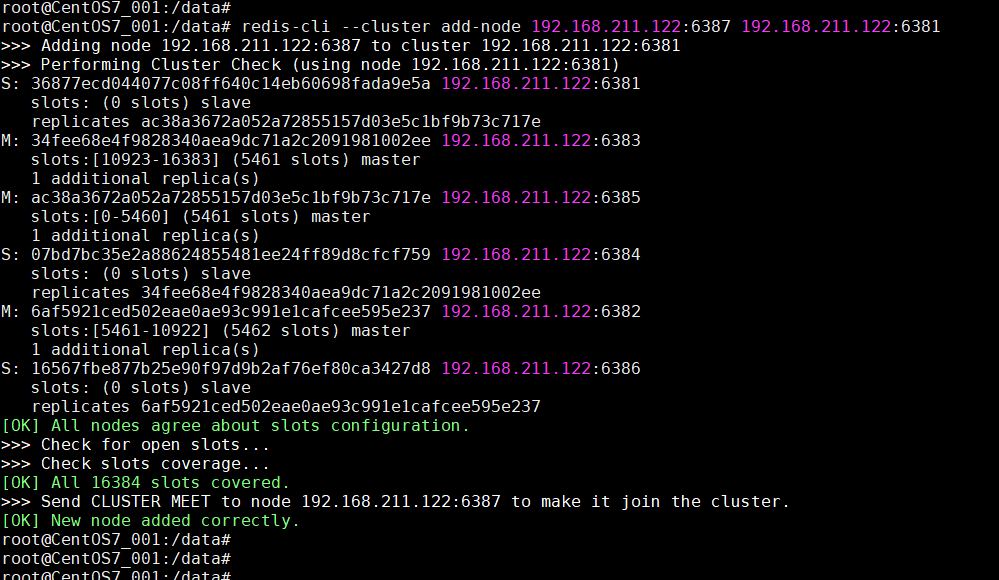 root@CentOS7_001:/data#
root@CentOS7_001:/data# redis-cli --cluster add-node 192.168.211.122:6387 192.168.211.122:6381
>>> Adding node 192.168.211.122:6387 to cluster 192.168.211.122:6381
>>> Performing Cluster Check (using node 192.168.211.122:6381)
S: 36877ecd044077c08ff640c14eb60698fada9e5a 192.168.211.122:6381
   slots: (0 slots) slave
   replicates ac38a3672a052a72855157d03e5c1bf9b73c717e
M: 34fee68e4f9828340aea9dc71a2c2091981002ee 192.168.211.122:6383
   slots:[10923-16383] (5461 slots) master
   1 additional replica(s)
M: ac38a3672a052a72855157d03e5c1bf9b73c717e 192.168.211.122:6385
   slots:[0-5460] (5461 slots) master
   1 additional replica(s)
S: 07bd7bc35e2a88624855481ee24ff89d8cfcf759 192.168.211.122:6384
   slots: (0 slots) slave
   replicates 34fee68e4f9828340aea9dc71a2c2091981002ee
M: 6af5921ced502eae0ae93c991e1cafcee595e237 192.168.211.122:6382
   slots:[5461-10922] (5462 slots) master
   1 additional replica(s)
S: 16567fbe877b25e90f97d9b2af76ef80ca3427d8 192.168.211.122:6386
   slots: (0 slots) slave
   replicates 6af5921ced502eae0ae93c991e1cafcee595e237
[OK] All nodes agree about slots configuration.
>>> Check for open slots...
>>> Check slots coverage...
[OK] All 16384 slots covered.
>>> Send CLUSTER MEET to node 192.168.211.122:6387 to make it join the cluster.
[OK] New node added correctly.
root@CentOS7_001:/data#
root@CentOS7_001:/data#
root@CentOS7_001:/data#